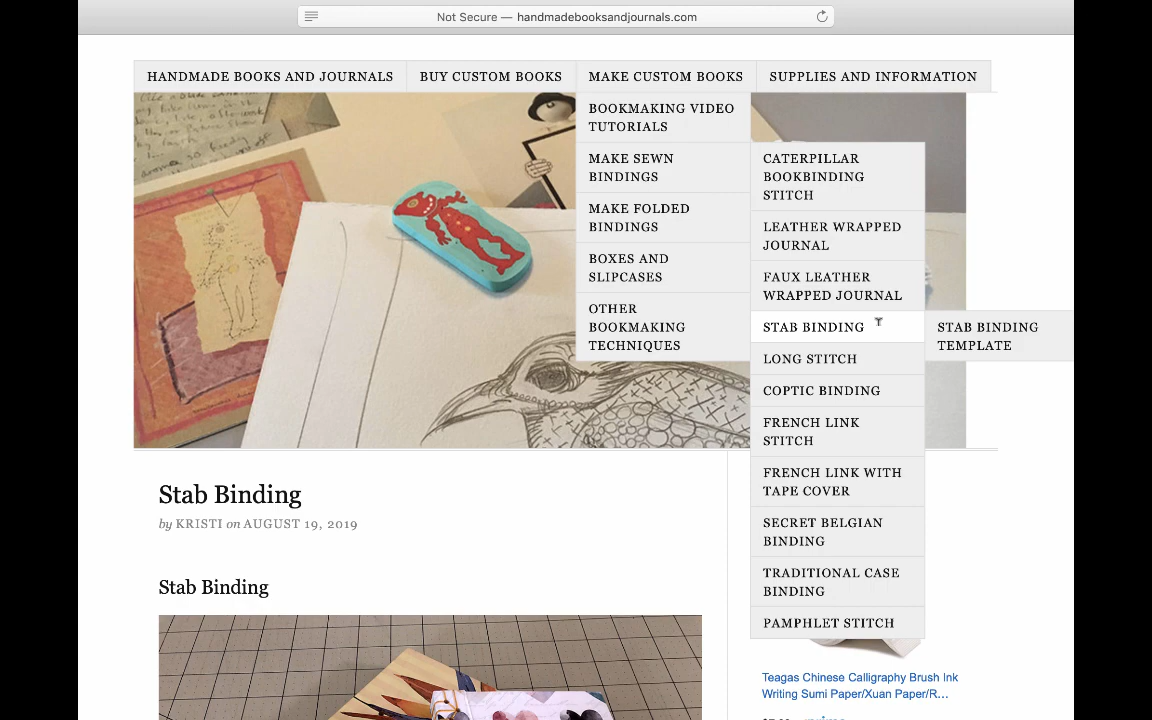 Not Secure — handmadebooksandjournals.com
HANDMADE BOOKS AND JOURNALS
BUY CUSTOM BOOKS
MAKE CUSTOM BOOKS
SUPPLIES AND INFORMATION
BOOKMAKING VIDEO
TUTORIALS
MAKE SEWN
BINDINGS
MAKE FOLDED
BINDINGS
BOXES AND
SLIPCASES
OTHER
BOOKMAKING
TECHNIQUES
CATERPILLAR
BOOKBINDING
STITCH
LEATHER WRAPPED
JOURNAL
FAUX LEATHER
WRAPPED JOURNAL
STAB BINDING
LONG STITCH
COPTIC BINDING
FRENCH LINK
STITCH
FRENCH LINK WITH
TAPE COVER
SECRET BELGIAN
BINDING
TRADITIONAL CASE
BINDING
PAMPHLET STITCH
STAB BINDING
TEMPLATE
Stab Binding
by KRISTI on AUGUST 19, 2019
Stab Binding
Teagas Chinese Calligraphy Brush Ink
Writing Sumi Paper/Xuan Paper/R...